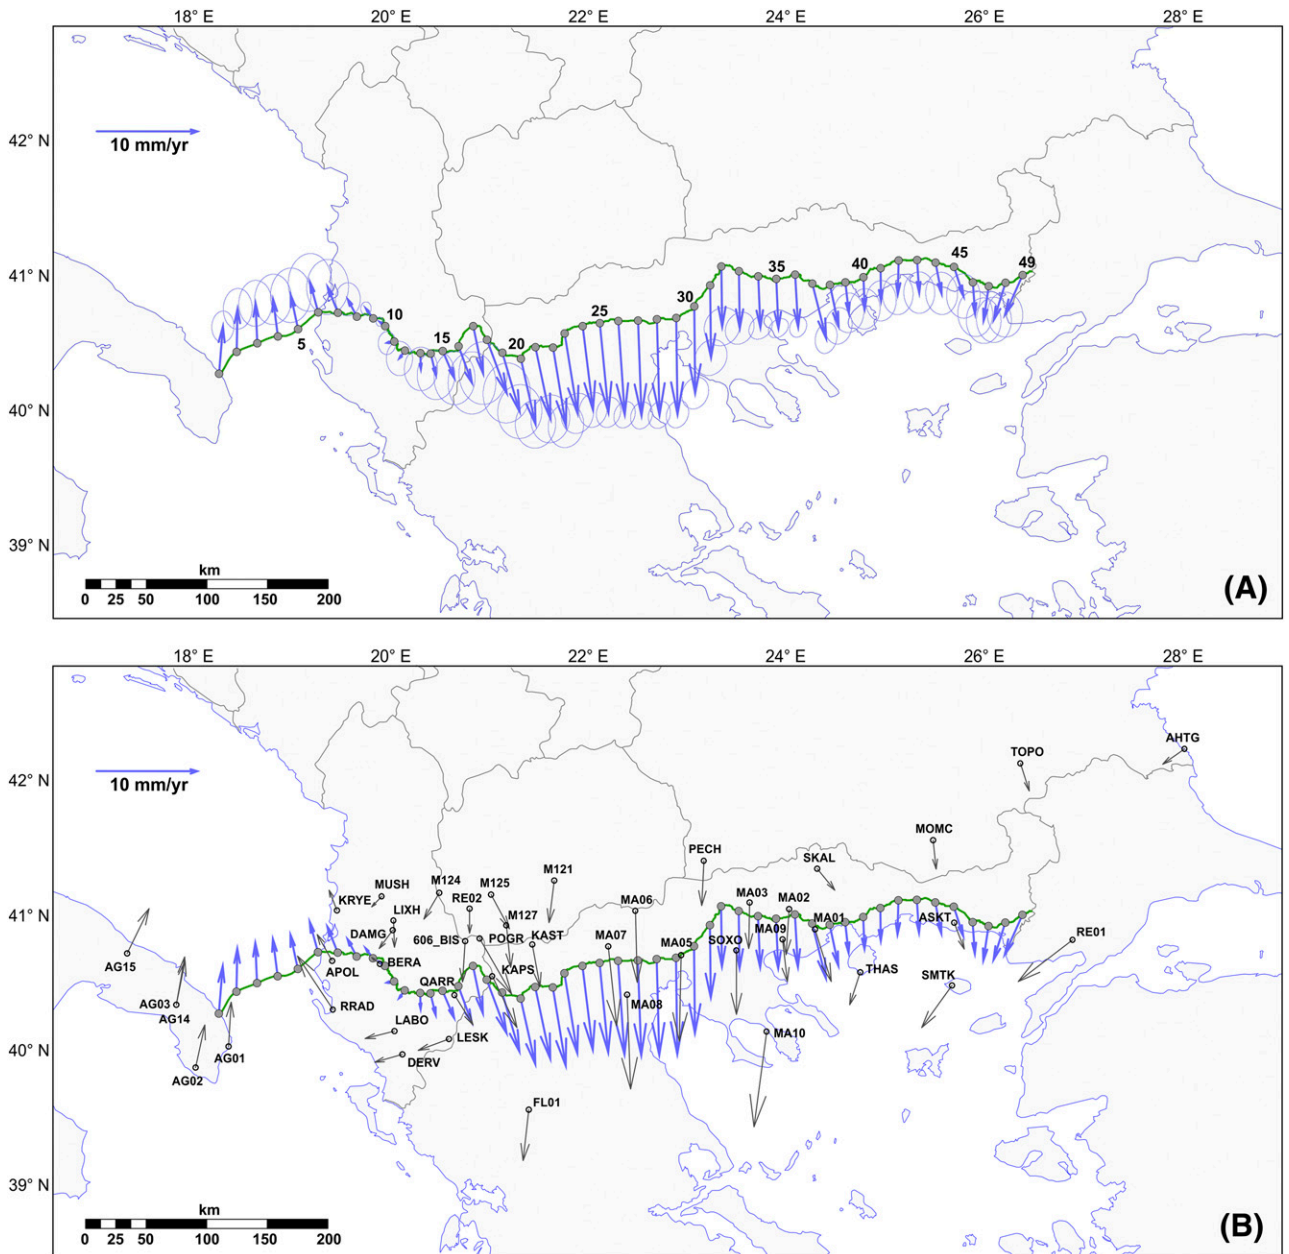 18° E 20° E 22° E 24° E 26° E 28° E
42° N
10 mm/yr
41° N
5 10 15 20 25 30 35 40 45 49
40° N
39° N
km
0 25 50 100 150 200
(A)
18° E 20° E 22° E 24° E 26° E 28° E
AHTG
TOPO
42° N
10 mm/yr
MOMC
PECH
SKAL
M121
MUSH M124 M125
KRYE RE02 MA06 MA03 MA02
LIXH
41° N
M127 MA01 ASKT
DAMG 606_BIS POGR KAST MA07 MA05 SOXO MA09 RE01
AG15 APOL BERA KAPS THAS
QARR SMTK
AG03 RRAD MA08
AG14
LABO MA10
LESK
40° N
AG01 DERV
AG02
FL01
39° N
km
0 25 50 100 150 200
(B)